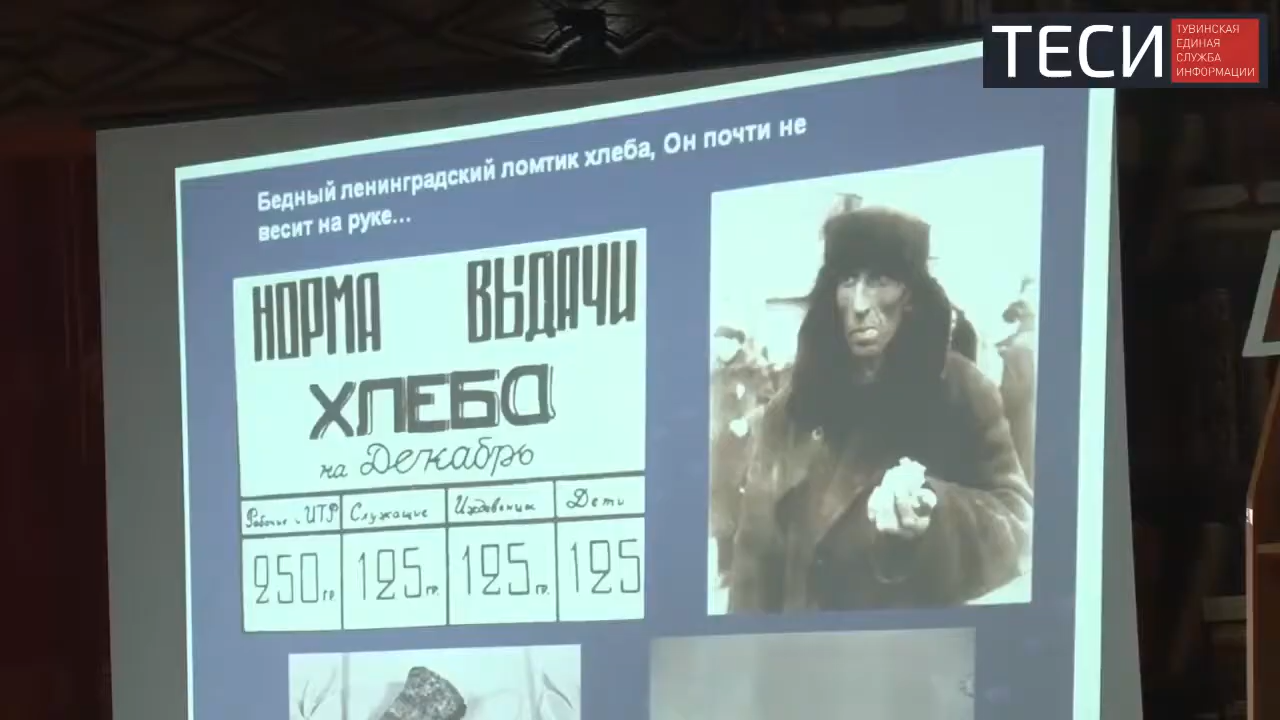 ТЕСИ
ТУВИНСКАЯ
ЕДИНАЯ
СЛУЖБА
ИНФОРМАЦИИ
Бедный ленинградский ломтик хлеба, Он почти не
весит на руке...
НОРМА ВЫДАЧИ
ХЛЕБА
на Декабрь
Рабочие и ИТР Служащие Иждевенцы Дети
250 гр. 125 гр. 125 гр. 125